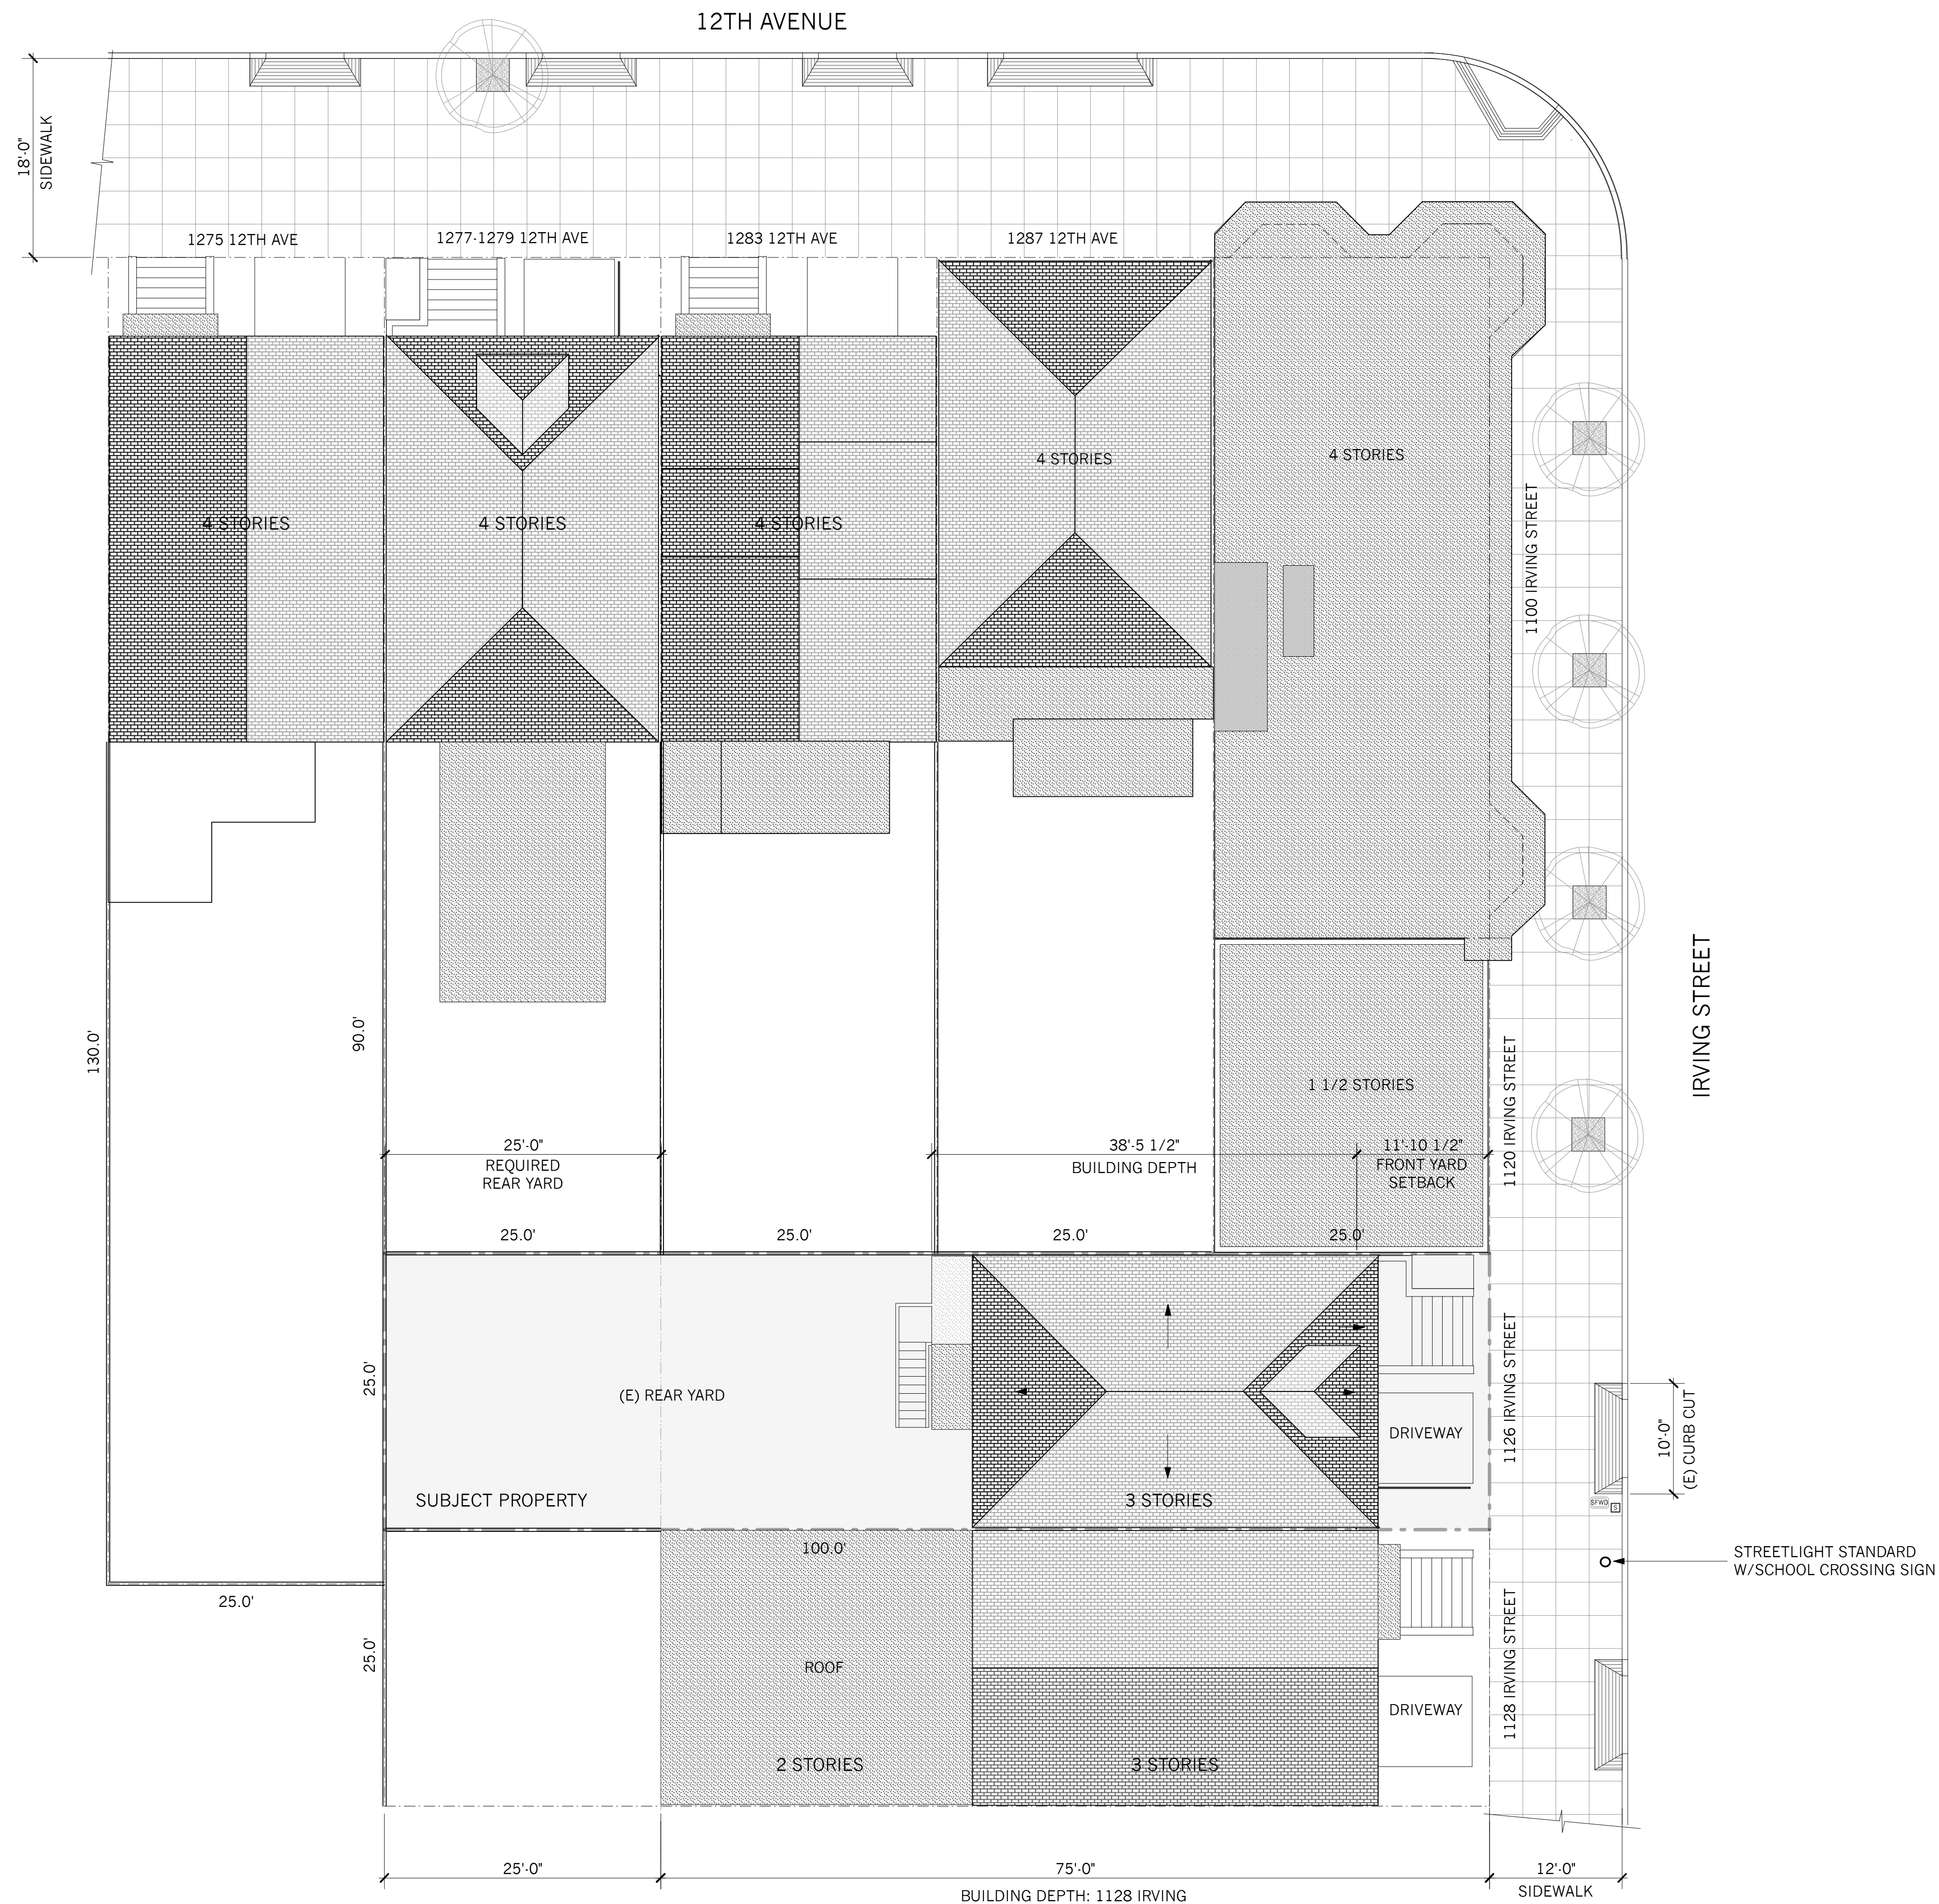 12TH AVENUE
18'-0"
SIDEWALK
1275 12TH AVE
1277-1279 12TH AVE
1283 12TH AVE
1287 12TH AVE
4 STORIES
4 STORIES
4 STORIES
4 STORIES
4 STORIES
1100 IRVING STREET
IRVING STREET
130.0'
90.0'
1 1/2 STORIES
1120 IRVING STREET
25'-0"
REQUIRED
REAR YARD
38'-5 1/2"
BUILDING DEPTH
11'-10 1/2"
FRONT YARD
SETBACK
25.0'
25.0'
25.0'
25.0'
25.0'
(E) REAR YARD
SUBJECT PROPERTY
3 STORIES
DRIVEWAY
1126 IRVING STREET
10'-0"
(E) CURB CUT
SFWD
S
100.0'
STREETLIGHT STANDARD
W/SCHOOL CROSSING SIGN
25.0'
25.0'
ROOF
2 STORIES
3 STORIES
DRIVEWAY
1128 IRVING STREET
25'-0"
75'-0"
BUILDING DEPTH: 1128 IRVING
12'-0"
SIDEWALK